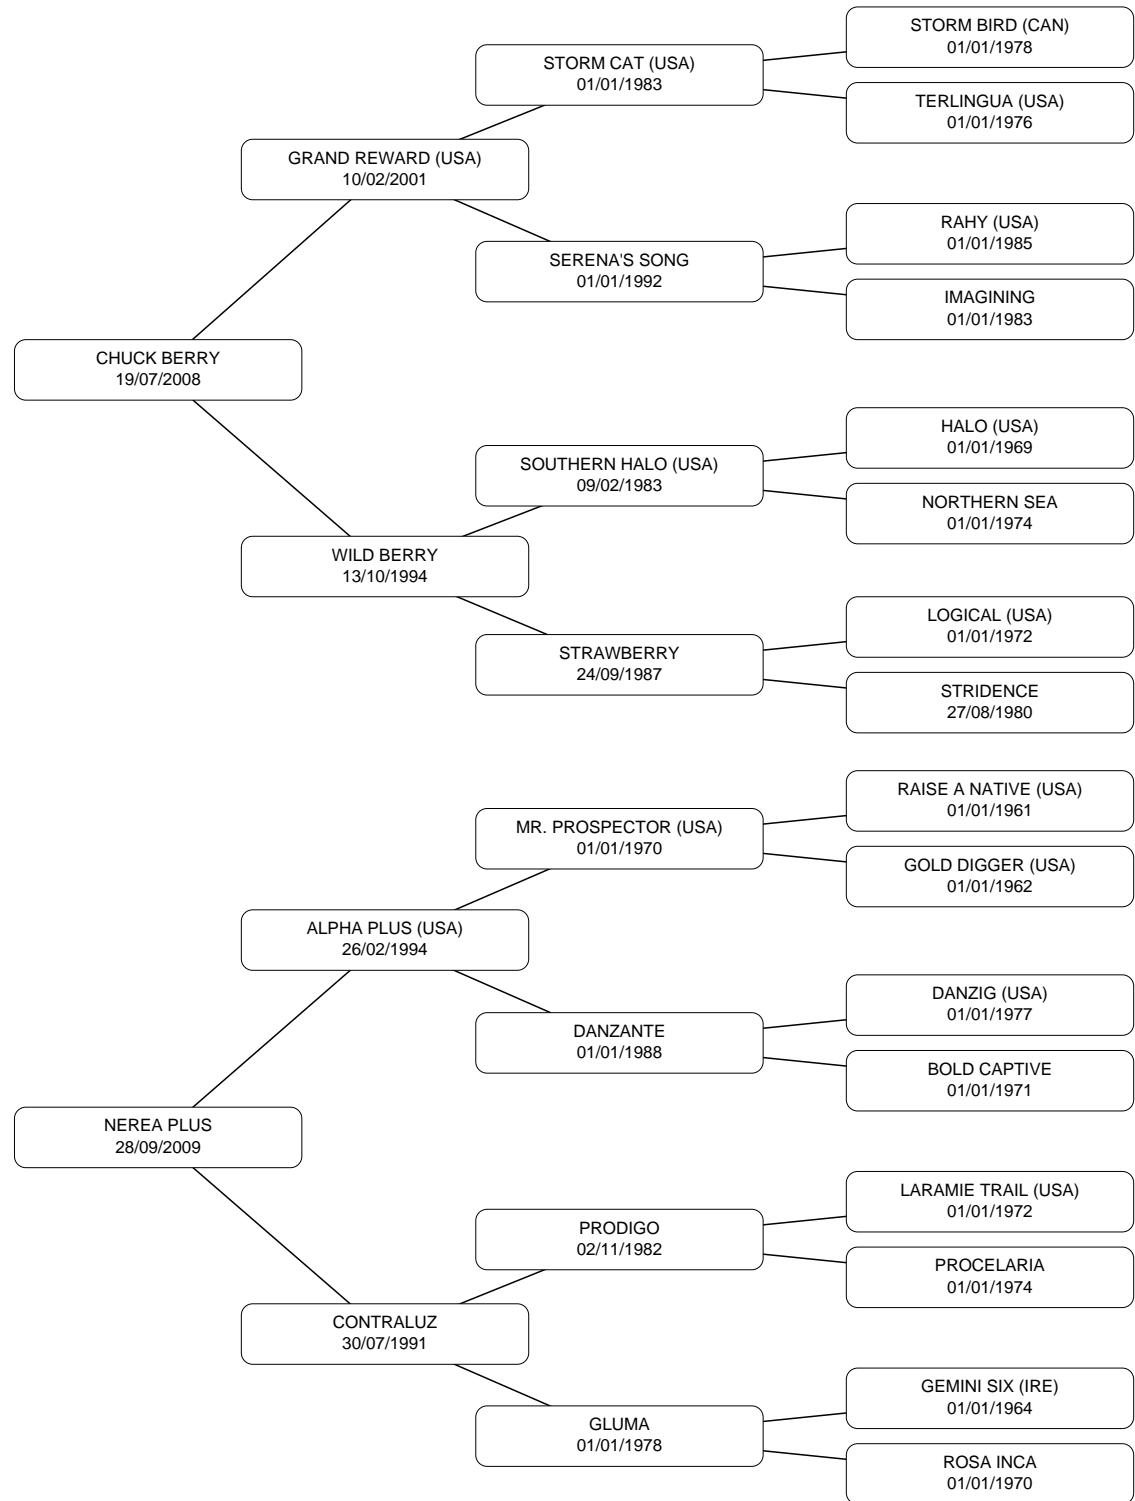 STORM BIRD (CAN)
01/01/1978
STORM CAT (USA)
01/01/1983
TERLINGUA (USA)
01/01/1976
GRAND REWARD (USA)
10/02/2001
RAHY (USA)
01/01/1985
SERENA'S SONG
01/01/1992
IMAGINING
01/01/1983
CHUCK BERRY
19/07/2008
HALO (USA)
01/01/1969
SOUTHERN HALO (USA)
09/02/1983
NORTHERN SEA
01/01/1974
WILD BERRY
13/10/1994
LOGICAL (USA)
01/01/1972
STRAWBERRY
24/09/1987
STRIDENCE
27/08/1980
RAISE A NATIVE (USA)
01/01/1961
MR. PROSPECTOR (USA)
01/01/1970
GOLD DIGGER (USA)
01/01/1962
ALPHA PLUS (USA)
26/02/1994
DANZIG (USA)
01/01/1977
DANZANTE
01/01/1988
BOLD CAPTIVE
01/01/1971
NEREA PLUS
28/09/2009
LARAMIE TRAIL (USA)
01/01/1972
PRODIGO
02/11/1982
PROCELARIA
01/01/1974
CONTRALUZ
30/07/1991
GEMINI SIX (IRE)
01/01/1964
GLUMA
01/01/1978
ROSA INCA
01/01/1970